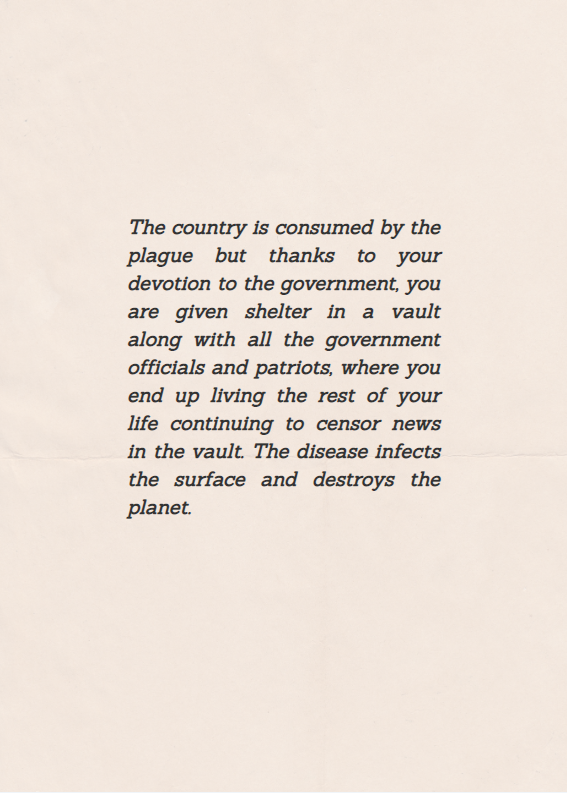 The country is consumed by the
plague but thanks to your
devotion to the government, you
are given shelter in a vault
along with all the government
officials and patriots, where you
end up living the rest of your
life continuing to censor news
in the vault. The disease infects
the surface and destroys the
planet.